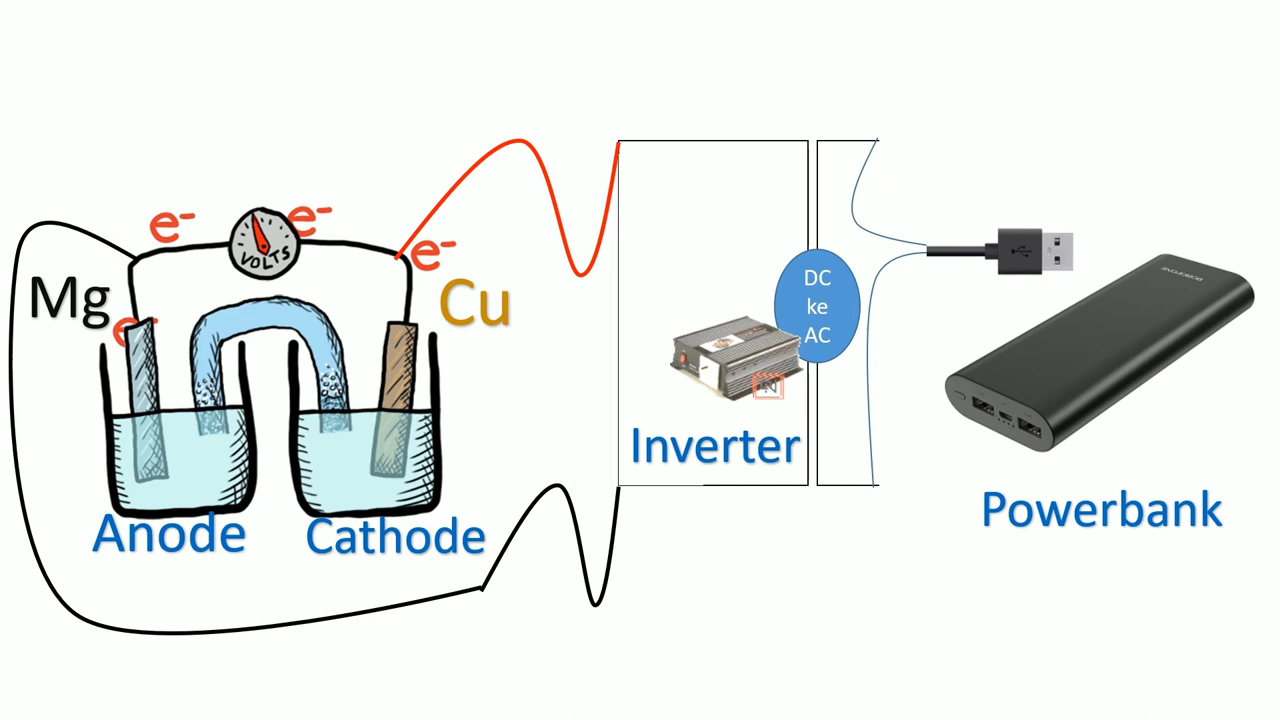 e-
e-
VOLTS
e-
Mg
Cu
e-
DC
ke
AC
Inverter
Anode
Cathode
Powerbank